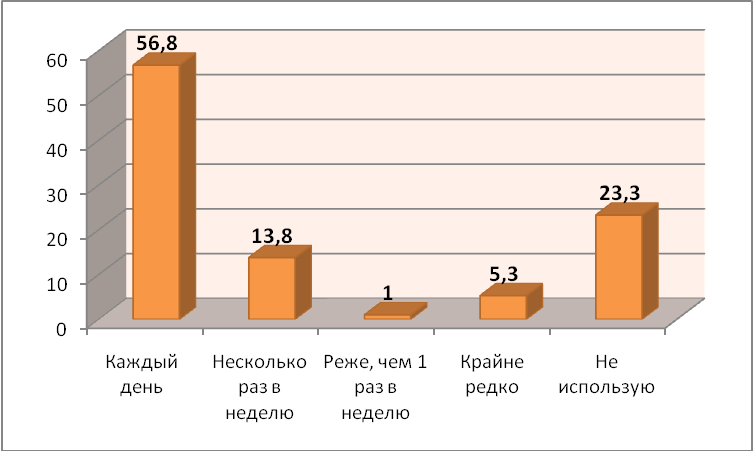 56,8
13,8
1
5,3
23,3
60
50
40
30
20
10
0
Каждый
день
Несколько
раз в
неделю
Реже, чем 1
раз в
неделю
Крайне
редко
Не
использую